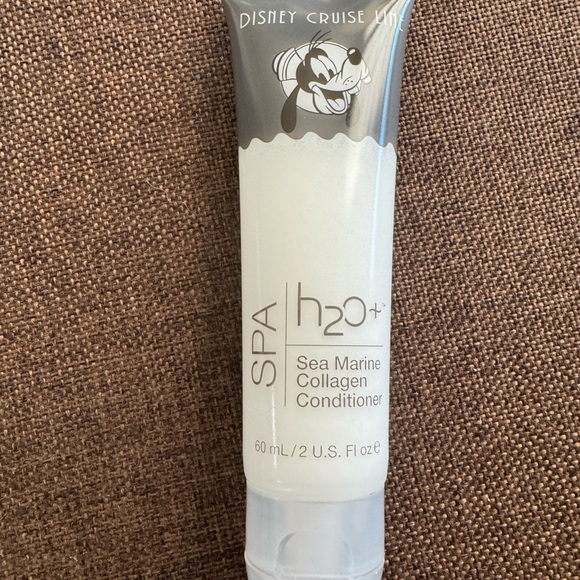 DISNEY CRUISE LINE
SPA
h2o+
Sea Marine
Collagen
Conditioner
60 mL/2 U.S. Fl oz ℮